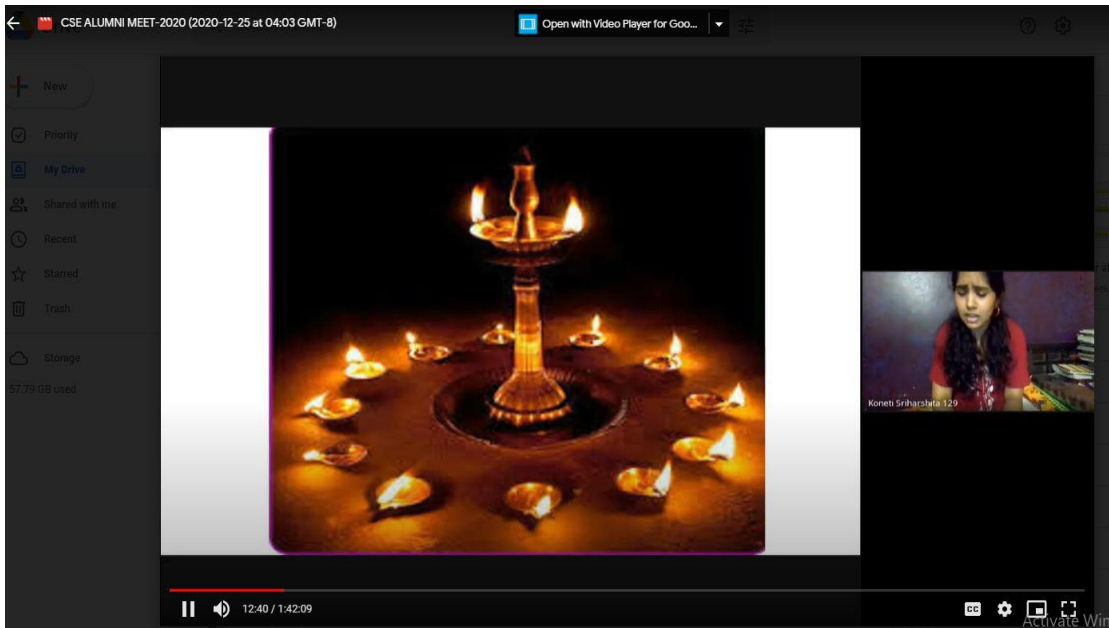 CSE ALUMNI MEET-2020 (2020-12-25 at 04:03 GMT-8)
Open with Video Player for Goo...
New
Priority
My Drive
Shared with me
Recent
Starred
Trash
Storage
57.79 GB used
Koneti Sriharshita 129
12:40 / 1:42:09
CC
Activate Win